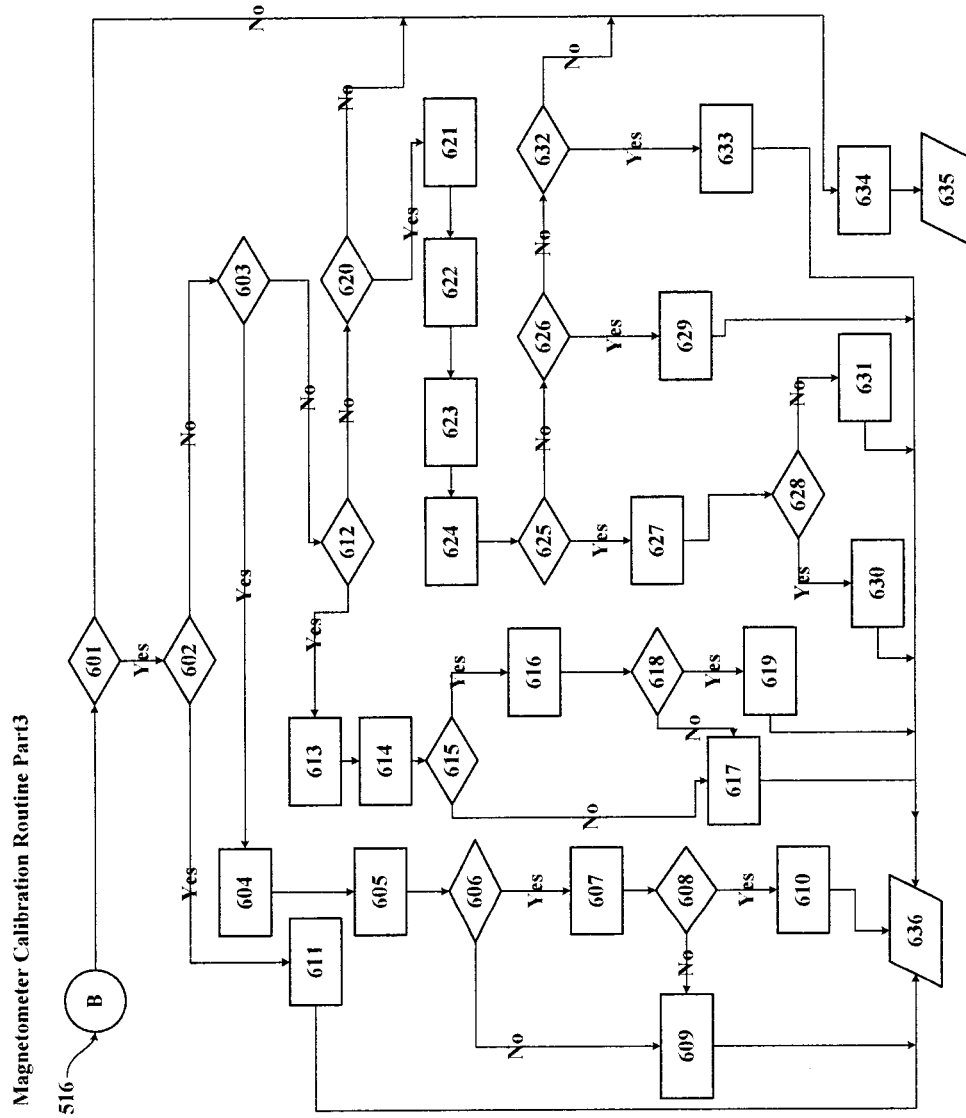 Magnetometer Calibration Routine Part3
516
B
601
No
Yes
602
No
Yes
603
No
Yes
604
605
606
Yes
No
607
608
Yes
No
609
610
611
612
No
Yes
613
614
615
Yes
No
616
618
Yes
No
617
619
620
No
Yes
621
622
623
624
625
No
Yes
626
No
Yes
627
628
No
Yes
629
630
631
632
No
Yes
633
634
635
636